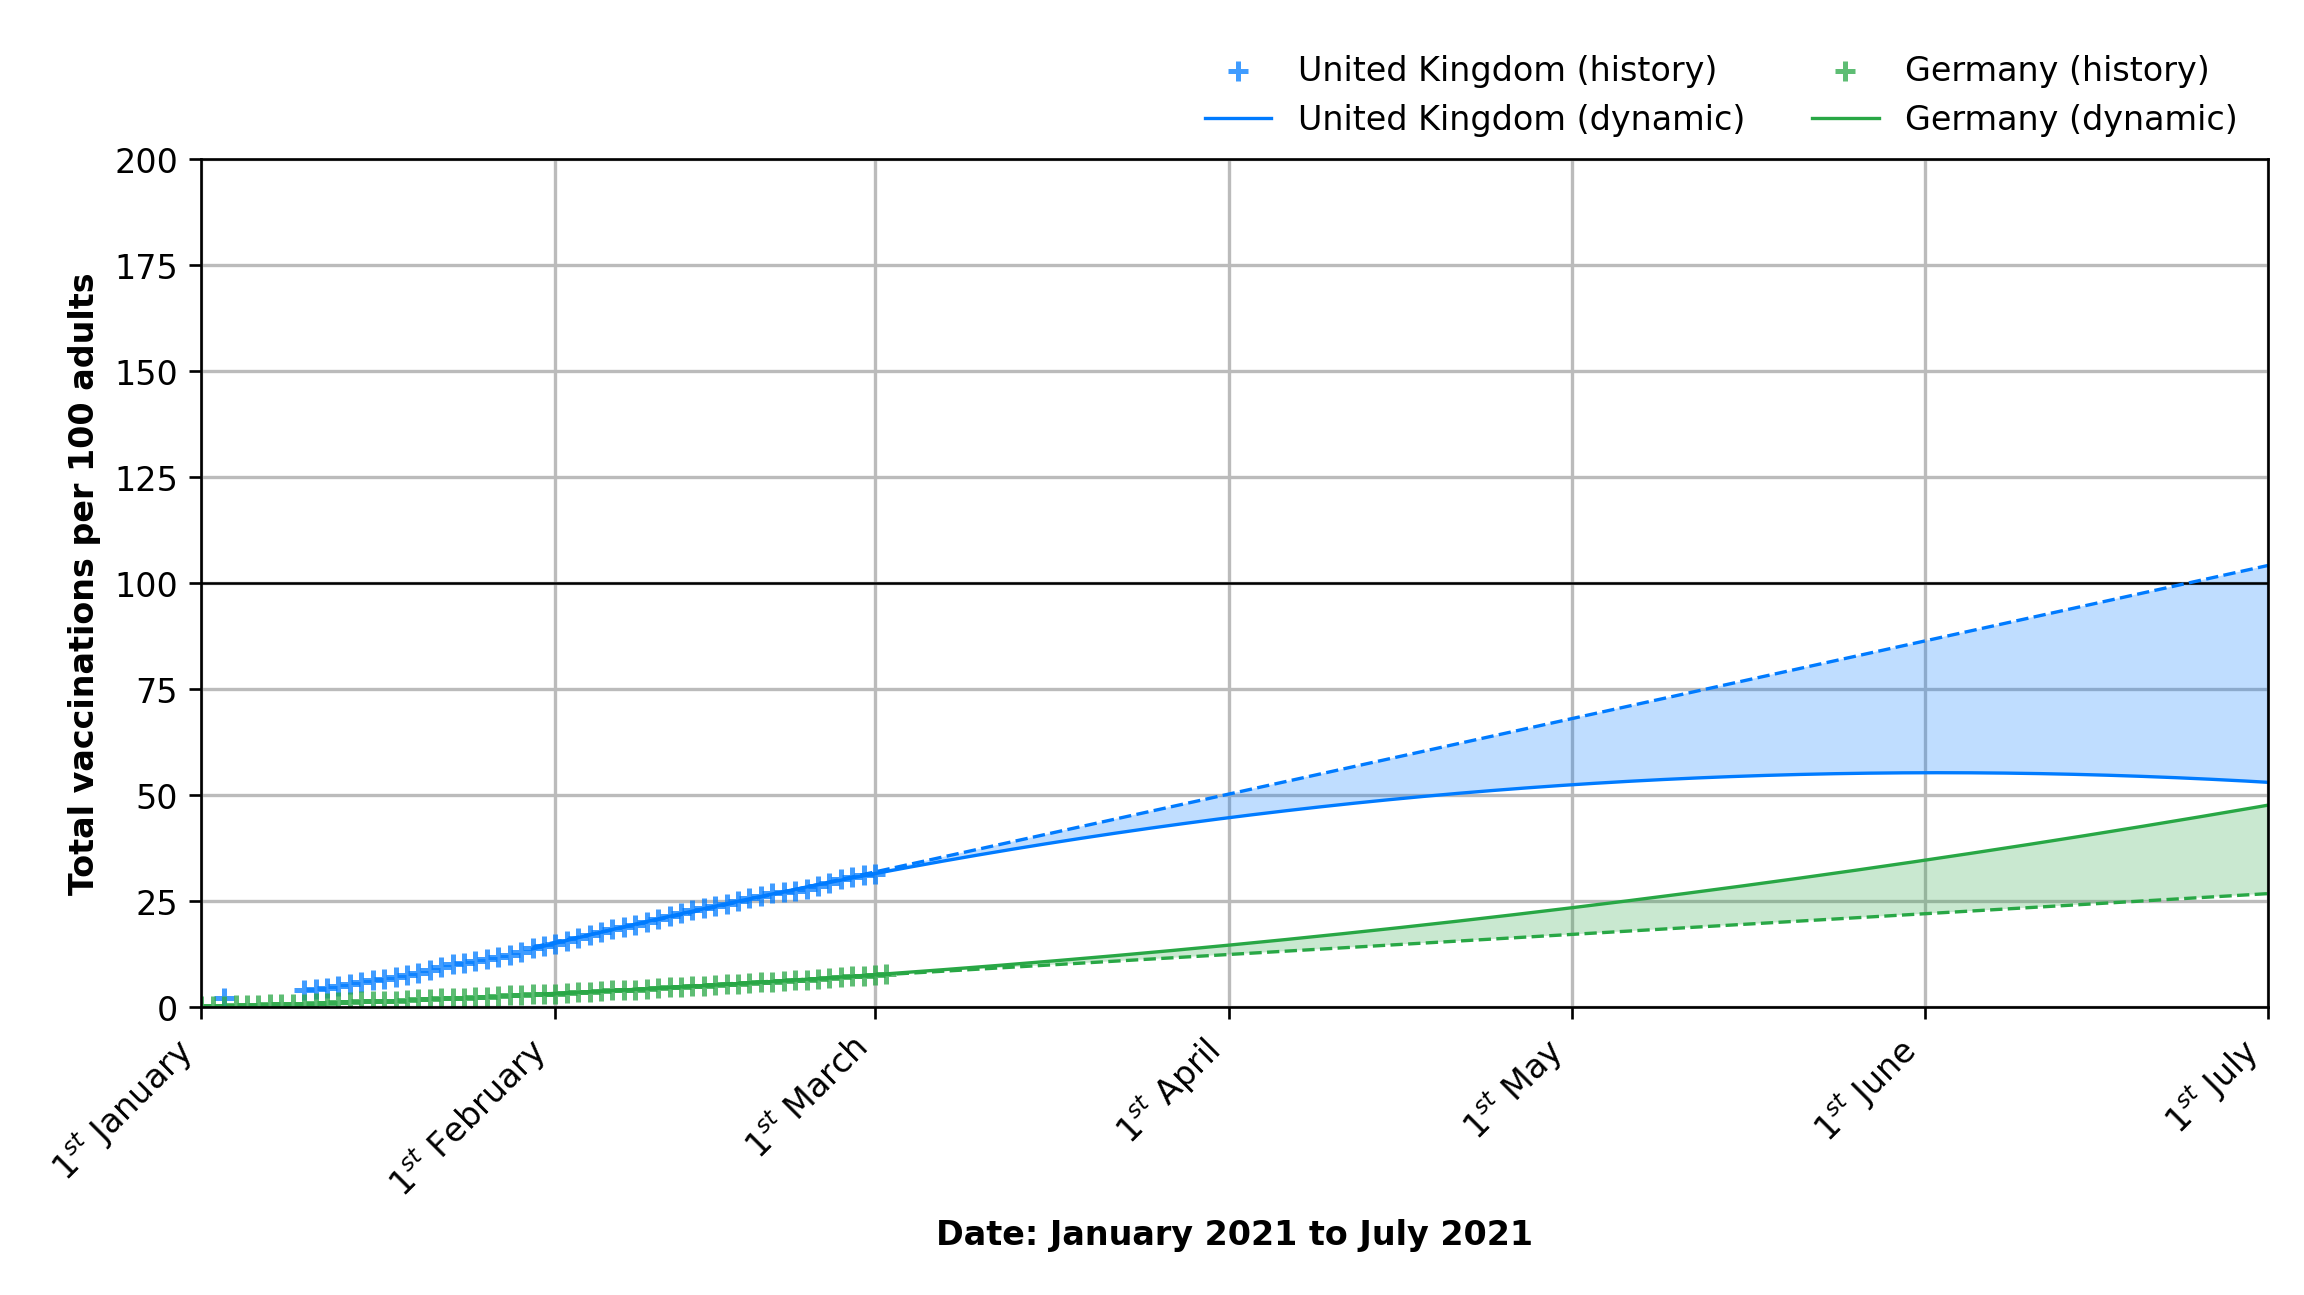 United Kingdom (history)
United Kingdom (dynamic)
Germany (history)
Germany (dynamic)
Total vaccinations per 100 adults
200
175
150
125
100
75
50
25
0
1st January
1st February
1st March
1st April
1st May
1st June
1st July
Date: January 2021 to July 2021